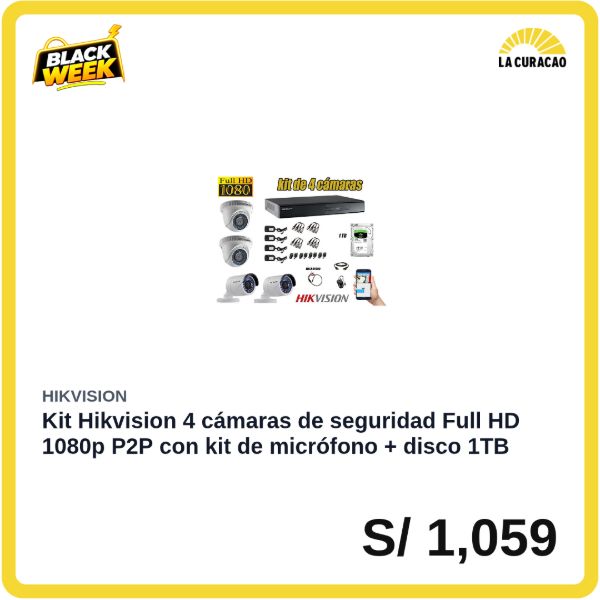 BLACK
WEEK
LA CURACAO
Full HD
1080
kit de 4 cámaras
1TB
HIKVISION
HIKVISION
Kit Hikvision 4 cámaras de seguridad Full HD
1080p P2P con kit de micrófono + disco 1TB
S/ 1,059